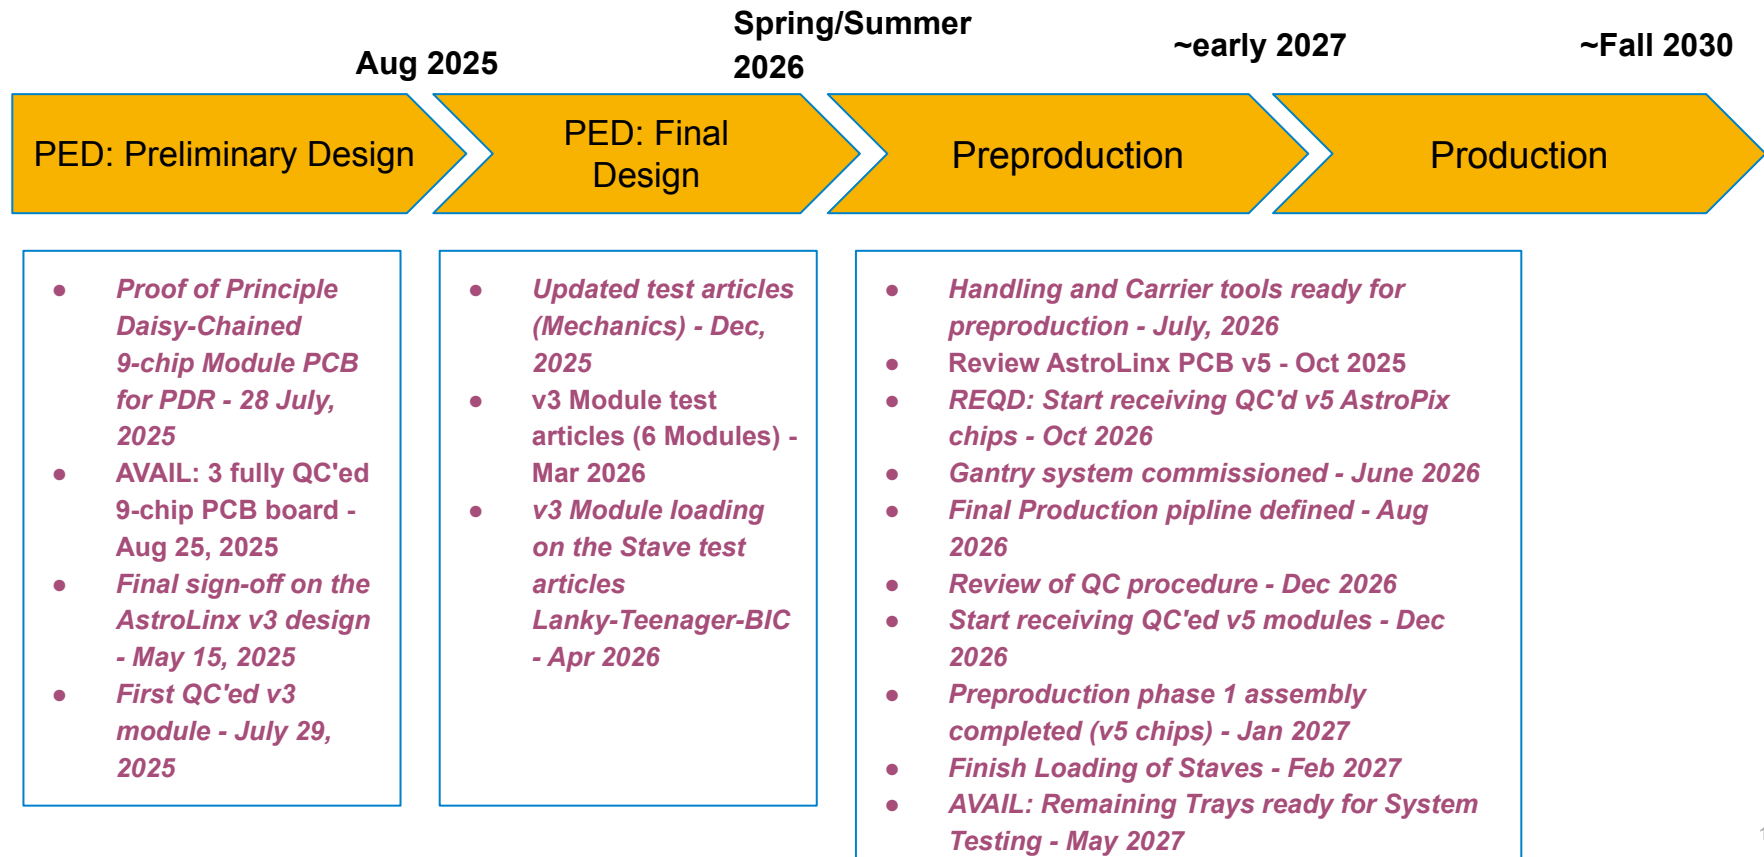 Aug 2025
Spring/Summer
2026
~early 2027
~Fall 2030
PED: Preliminary Design
PED: Final
Design
Preproduction
Production
● Proof of Principle
Daisy-Chained
9-chip Module PCB
for PDR - 28 July,
2025
● AVAIL: 3 fully QC'ed
9-chip PCB board -
Aug 25, 2025
● Final sign-off on the
AstroLinx v3 design
- May 15, 2025
● First QC'ed v3
module - July 29,
2025
● Updated test articles
(Mechanics) - Dec,
2025
● v3 Module test
articles (6 Modules) -
Mar 2026
● v3 Module loading
on the Stave test
articles
Lanky-Teenager-BIC
- Apr 2026
● Handling and Carrier tools ready for
preproduction - July, 2026
● Review AstroLinx PCB v5 - Oct 2025
● REQD: Start receiving QC'd v5 AstroPix
chips - Oct 2026
● Gantry system commissioned - June 2026
● Final Production pipline defined - Aug
2026
● Review of QC procedure - Dec 2026
● Start receiving QC'ed v5 modules - Dec
2026
● Preproduction phase 1 assembly
completed (v5 chips) - Jan 2027
● Finish Loading of Staves - Feb 2027
● AVAIL: Remaining Trays ready for System
Testing - May 2027